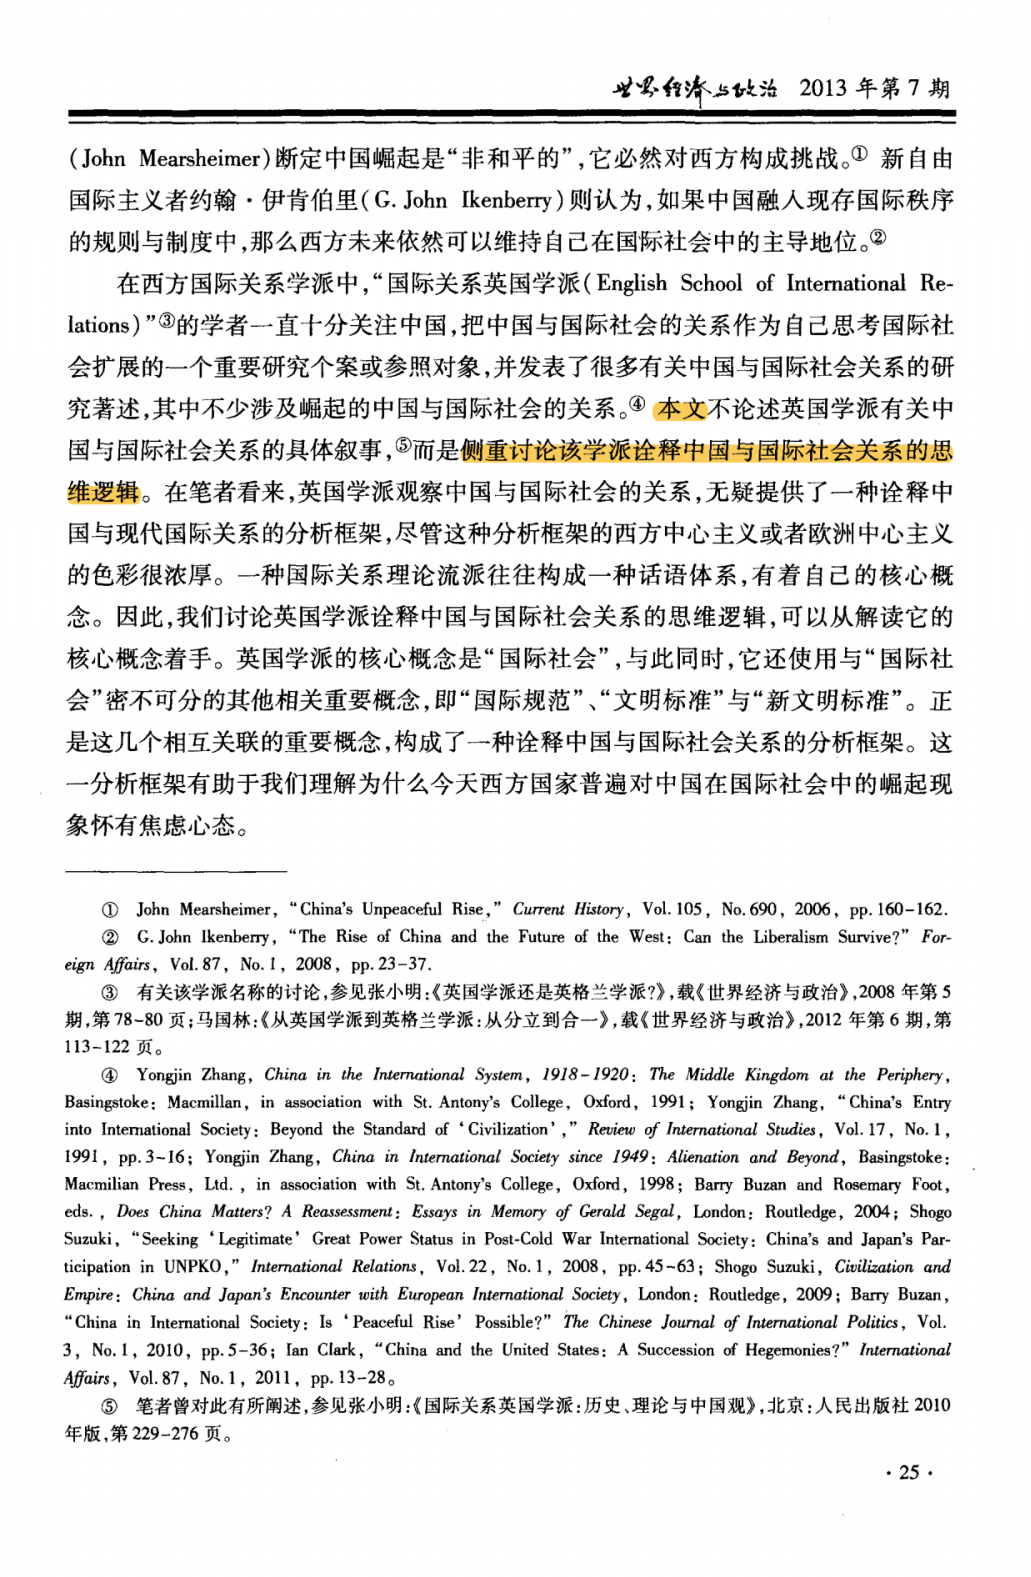 世界经济与政治 2013 年第 7 期
(John Mearsheimer)断定中国崛起是“非和平的”,它必然对西方构成挑战。① 新自由
国际主义者约翰·伊肯伯里(G. John Ikenberry)则认为,如果中国融入现存国际秩序
的规则与制度中,那么西方未来依然可以维持自己在国际社会中的主导地位。②
在西方国际关系学派中,“国际关系英国学派(English School of International Re-
lations)”③的学者一直十分关注中国,把中国与国际社会的关系作为自己思考国际社
会扩展的一个重要研究个案或参照对象,并发表了很多有关中国与国际社会关系的研
究著述,其中不少涉及崛起的中国与国际社会的关系。④ 本文不论述英国学派有关中
国与国际社会关系的具体叙事,⑤而是侧重讨论该学派诠释中国与国际社会关系的思
维逻辑。在笔者看来,英国学派观察中国与国际社会的关系,无疑提供了一种诠释中
国与现代国际关系的分析框架,尽管这种分析框架的西方中心主义或者欧洲中心主义
的色彩很浓厚。一种国际关系理论流派往往构成一种话语体系,有着自己的核心概
念。因此,我们讨论英国学派诠释中国与国际社会关系的思维逻辑,可以从解读它的
核心概念着手。英国学派的核心概念是“国际社会”,与此同时,它还使用与“国际社
会”密不可分的其他相关重要概念,即“国际规范”、“文明标准”与“新文明标准”。正
是这几个相互关联的重要概念,构成了一种诠释中国与国际社会关系的分析框架。这
一分析框架有助于我们理解为什么今天西方国家普遍对中国在国际社会中的崛起现
象怀有焦虑心态。
① John Mearsheimer, “China's Unpeaceful Rise,” Current History, Vol. 105, No. 690, 2006, pp. 160-162.
② G. John Ikenberry, “The Rise of China and the Future of the West: Can the Liberalism Survive?” For-
eign Affairs, Vol. 87, No. 1, 2008, pp. 23-37.
③ 有关该学派名称的讨论,参见张小明:《英国学派还是英格兰学派?》,载《世界经济与政治》,2008 年第 5
期,第 78-80 页;马国林:《从英国学派到英格兰学派:从分立到合一》,载《世界经济与政治》,2012 年第 6 期,第
113-122 页。
④ Yongjin Zhang, China in the International System, 1918-1920: The Middle Kingdom at the Periphery,
Basingstoke: Macmillan, in association with St. Antony's College, Oxford, 1991; Yongjin Zhang, “China's Entry
into International Society: Beyond the Standard of ‘Civilization’,” Review of International Studies, Vol. 17, No. 1,
1991, pp. 3-16; Yongjin Zhang, China in International Society since 1949: Alienation and Beyond, Basingstoke:
Macmilian Press, Ltd., in association with St. Antony's College, Oxford, 1998; Barry Buzan and Rosemary Foot,
eds., Does China Matters? A Reassessment: Essays in Memory of Gerald Segal, London: Routledge, 2004; Shogo
Suzuki, “Seeking ‘Legitimate’ Great Power Status in Post-Cold War International Society: China's and Japan's Par-
ticipation in UNPKO,” International Relations, Vol. 22, No. 1, 2008, pp. 45-63; Shogo Suzuki, Civilization and
Empire: China and Japan's Encounter with European International Society, London: Routledge, 2009; Barry Buzan,
“China in International Society: Is ‘Peaceful Rise’ Possible?” The Chinese Journal of International Politics, Vol.
3, No. 1, 2010, pp. 5-36; Ian Clark, “China and the United States: A Succession of Hegemonies?” International
Affairs, Vol. 87, No. 1, 2011, pp. 13-28。
⑤ 笔者曾对此有所阐述,参见张小明:《国际关系英国学派:历史、理论与中国观》,北京:人民出版社 2010
年版,第 229-276 页。
· 25 ·